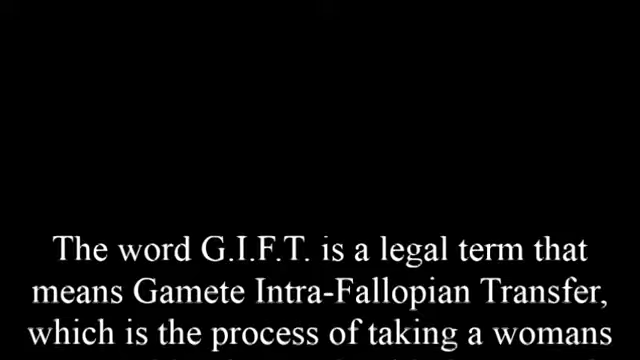 The word G.I.F.T. is a legal term that
means Gamete Intra-Fallopian Transfer,
which is the process of taking a womans